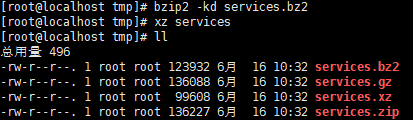 [root@localhost tmp]# bzip2 -kd services.bz2
[root@localhost tmp]# xz services
[root@localhost tmp]# ll
总用量 496
-rw-r--r--. 1 root root 123932 6月  16 10:32 services.bz2
-rw-r--r--. 1 root root 136088 6月  16 10:32 services.gz
-rw-r--r--. 1 root root  99608 6月  16 10:32 services.xz
-rw-r--r--. 1 root root 136227 6月  16 10:32 services.zip